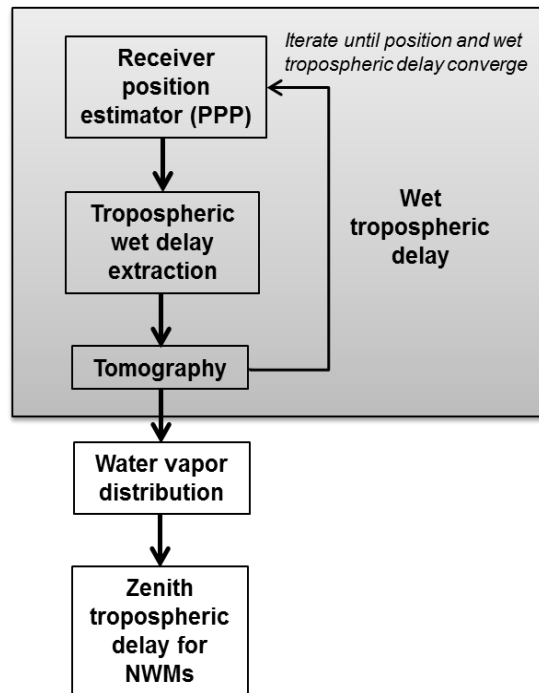 Receiver
position
estimator (PPP)
Iterate until position and wet
tropospheric delay converge
Tropospheric
wet delay
extraction
Wet
tropospheric
delay
Tomography
Water vapor
distribution
Zenith
tropospheric
delay for
NWMs